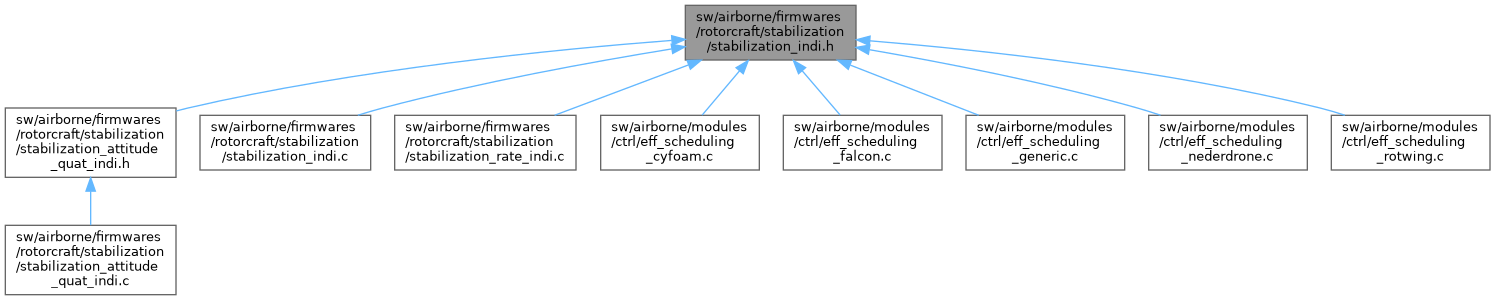 sw/airborne/firmwares
/rotorcraft/stabilization
/stabilization_indi.h
sw/airborne/firmwares
/rotorcraft/stabilization
/stabilization_attitude
_quat_indi.h
sw/airborne/firmwares
/rotorcraft/stabilization
/stabilization_indi.c
sw/airborne/firmwares
/rotorcraft/stabilization
/stabilization_rate_indi.c
sw/airborne/modules
/ctrl/eff_scheduling
_cyfoam.c
sw/airborne/modules
/ctrl/eff_scheduling
_falcon.c
sw/airborne/modules
/ctrl/eff_scheduling
_generic.c
sw/airborne/modules
/ctrl/eff_scheduling
_nederdrone.c
sw/airborne/modules
/ctrl/eff_scheduling
_rotwing.c
sw/airborne/firmwares
/rotorcraft/stabilization
/stabilization_attitude
_quat_indi.c